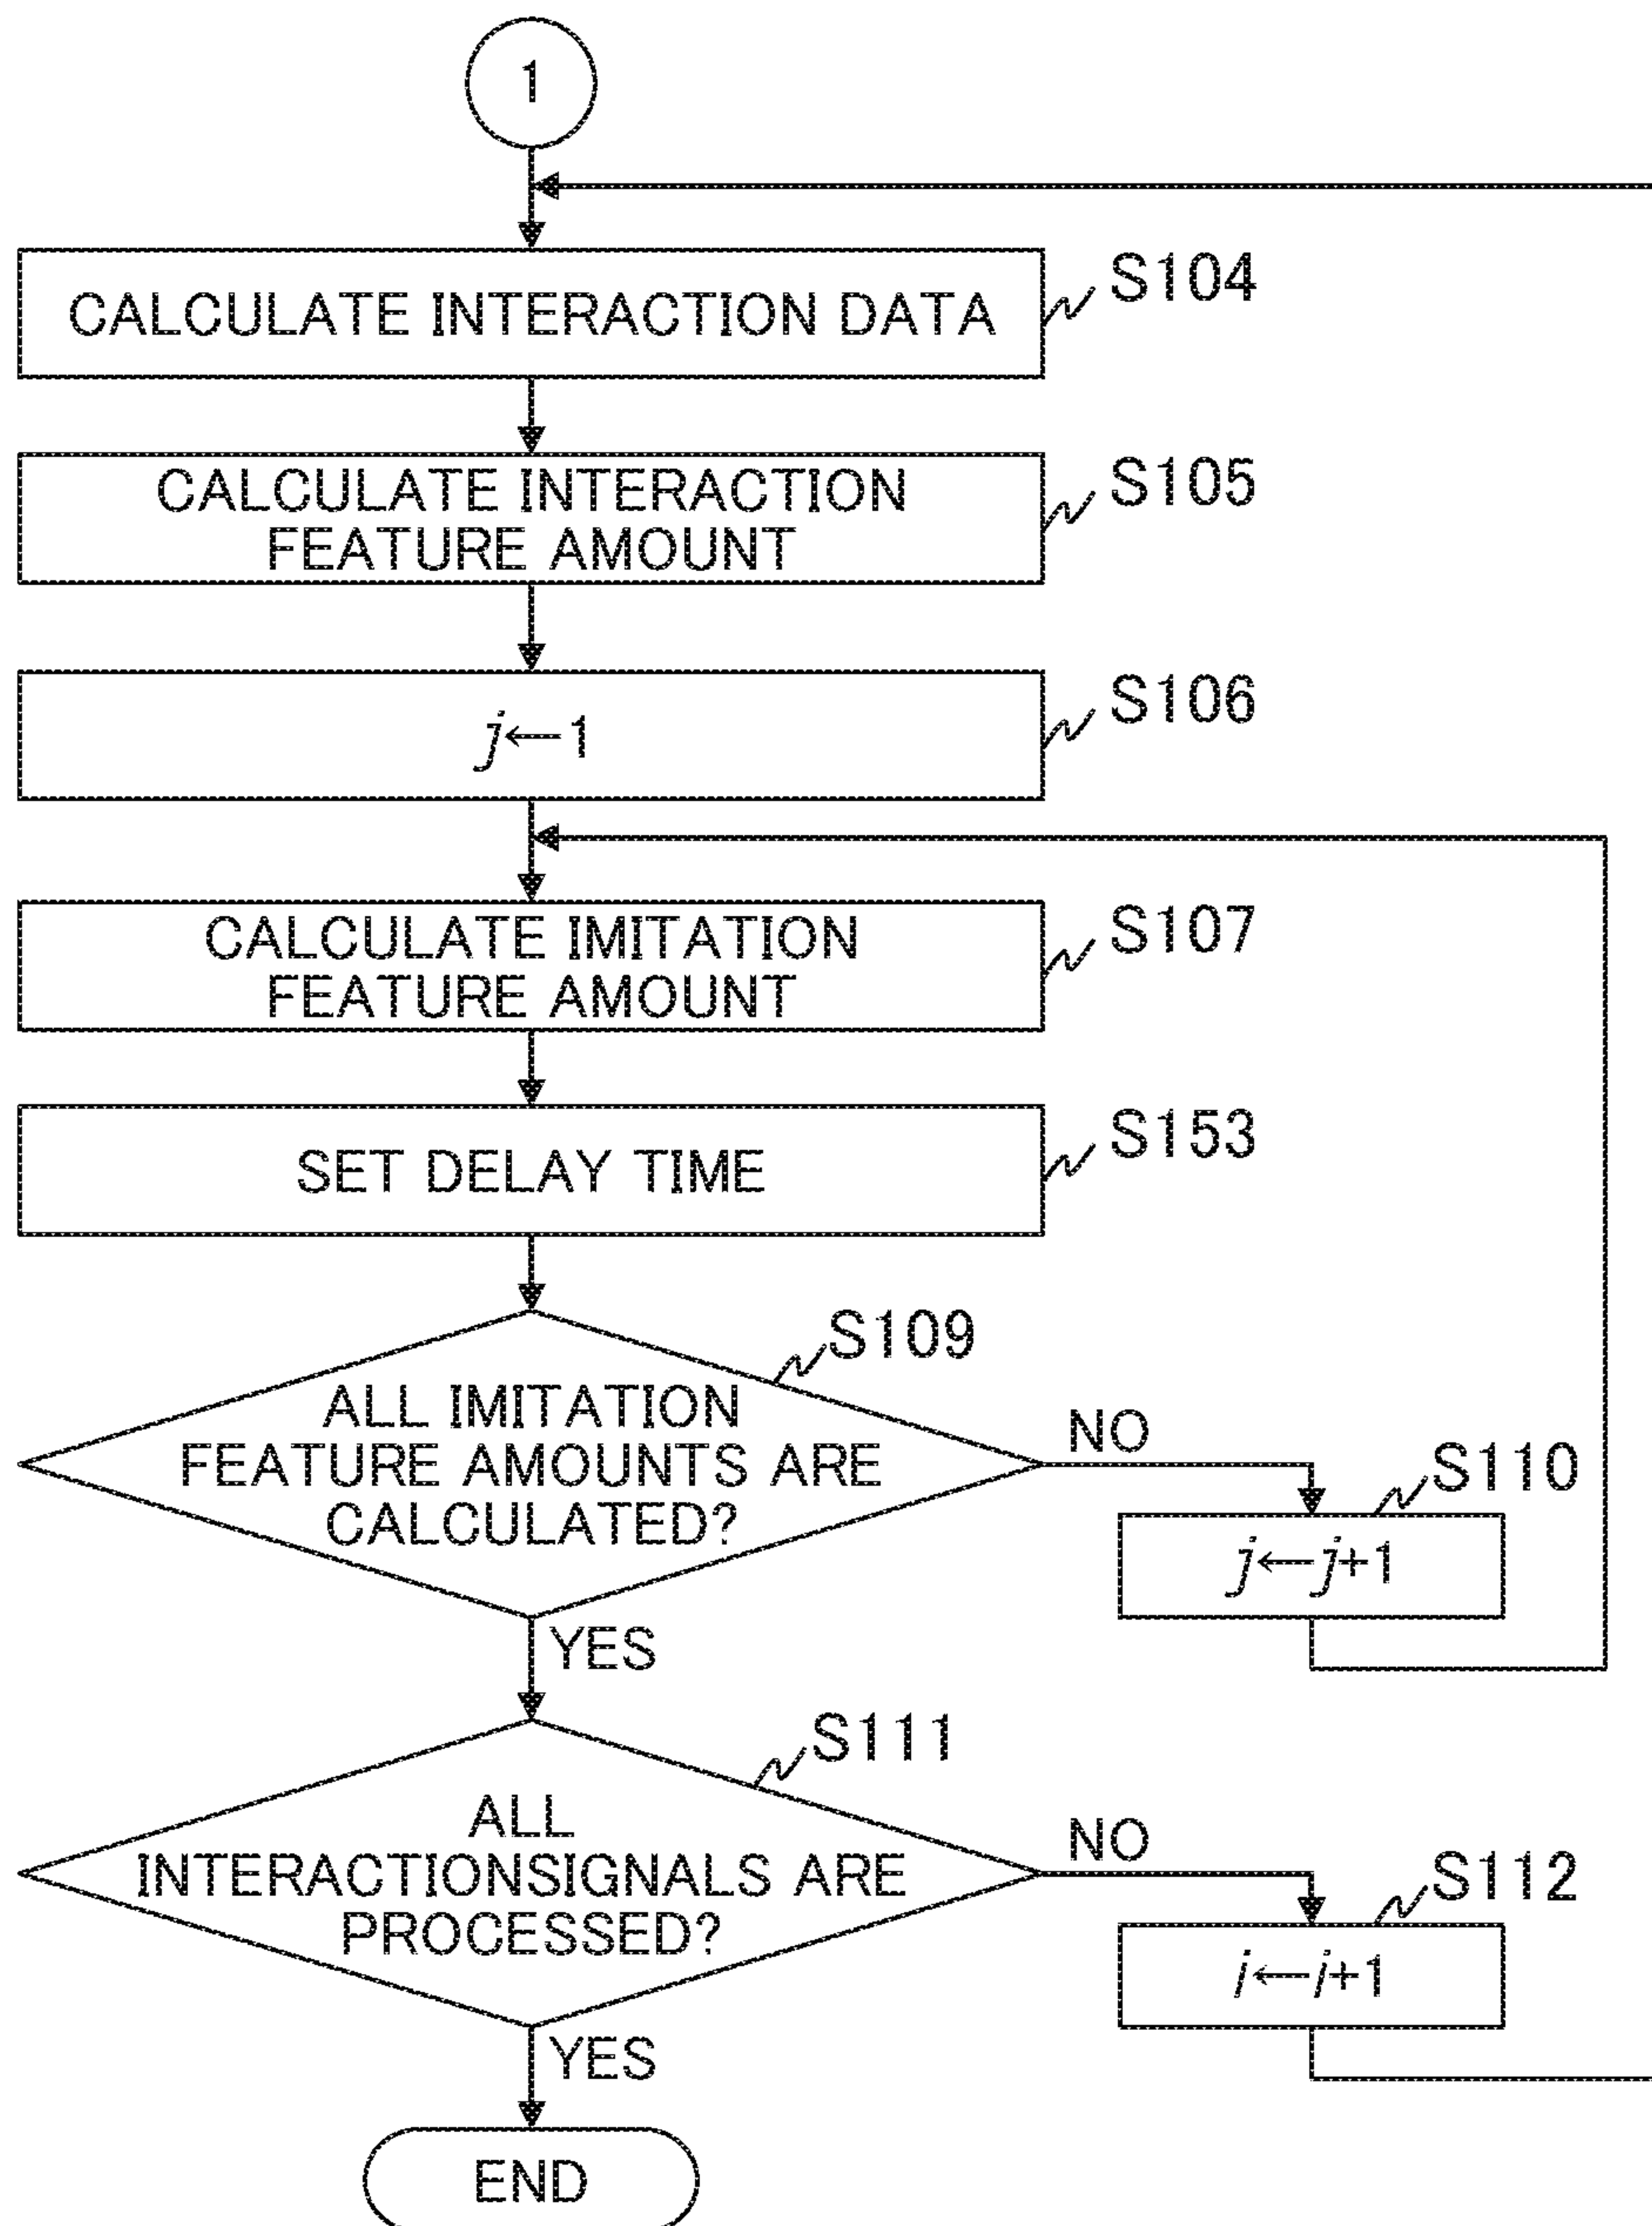 1
CALCULATE INTERACTION DATA
S104
CALCULATE INTERACTION
FEATURE AMOUNT
S105
j←1
S106
CALCULATE IMITATION
FEATURE AMOUNT
S107
SET DELAY TIME
S153
S109
ALL IMITATION
FEATURE AMOUNTS ARE
CALCULATED?
NO
S110
j←j+1
YES
S111
ALL
INTERACTIONSIGNALS ARE
PROCESSED?
NO
S112
i←i+1
YES
END